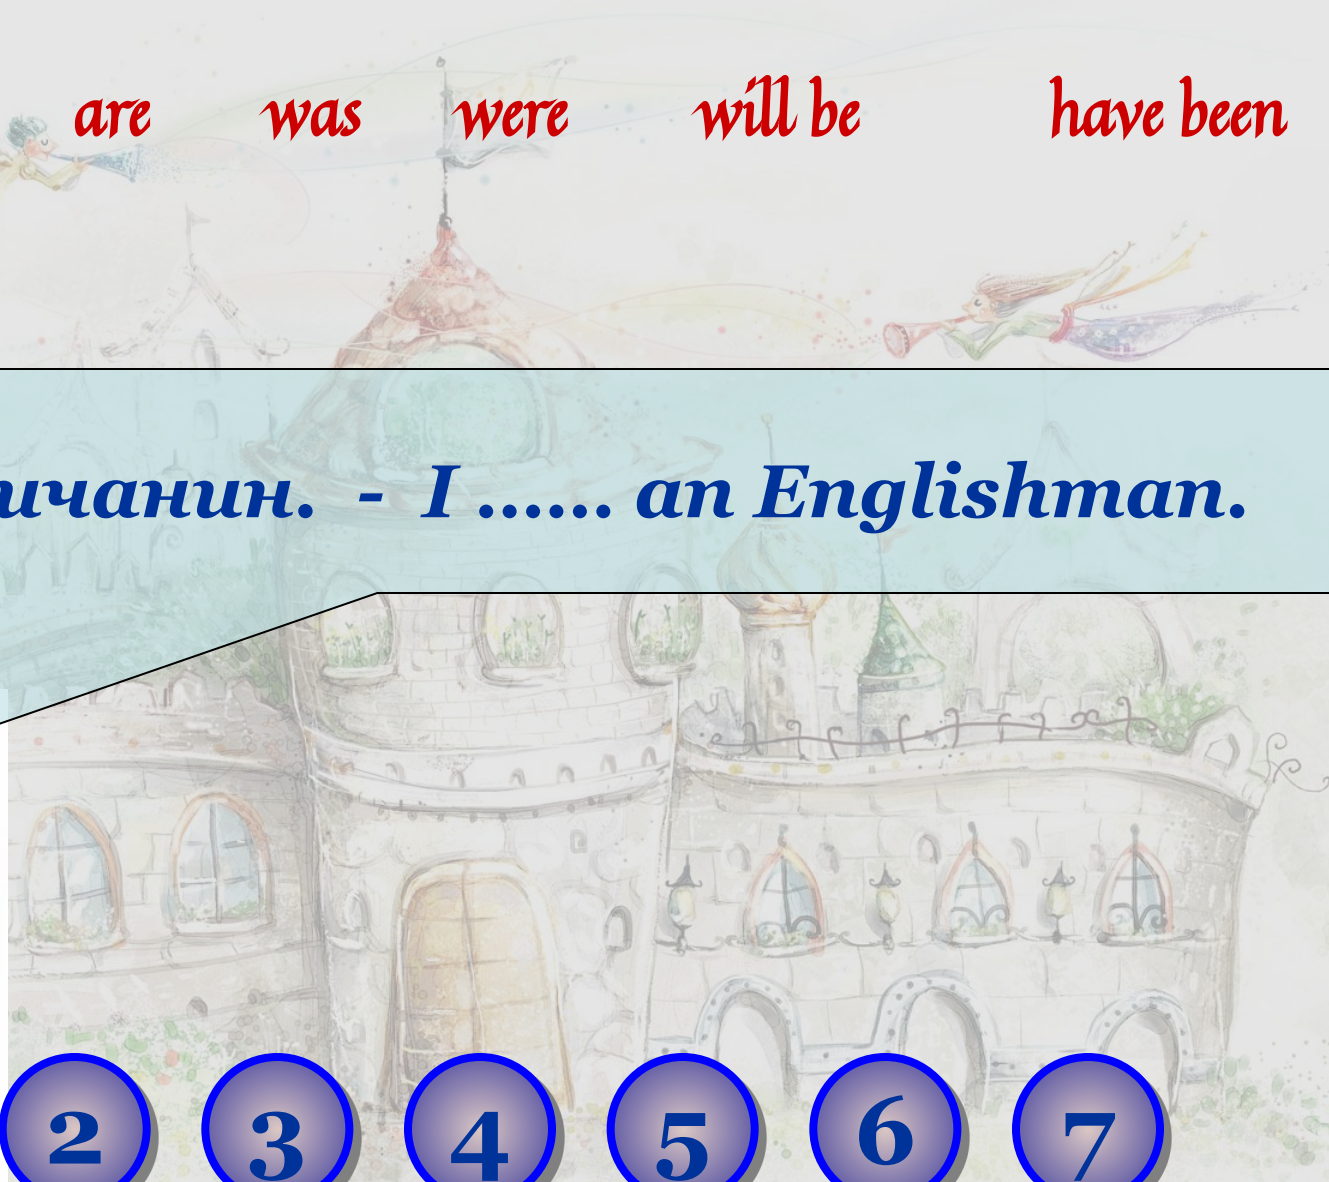 are was were will be have been
ичанин. - I ...... an Englishman.
2 3 4 5 6 7